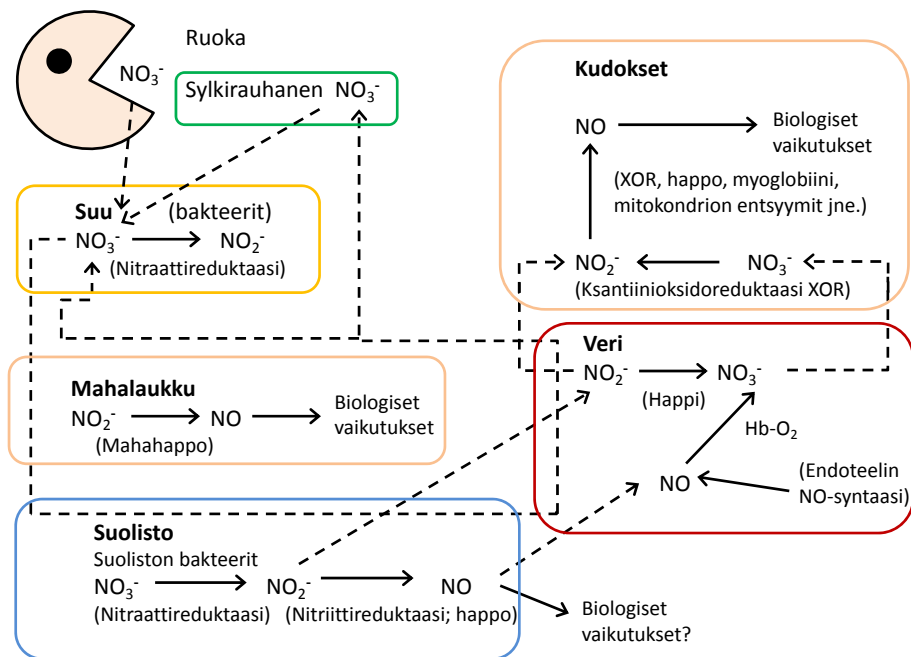 Ruoka
NO₃⁻
Sylkirauhanen NO₃⁻
Suu (bakteerit)
NO₃⁻ NO₂⁻
(Nitraattireduktaasi)
Mahalaukku
NO₂⁻ NO Biologiset
vaikutukset
(Mahahappo)
Suolisto
Suoliston bakteerit
NO₃⁻ NO₂⁻ NO
(Nitraattireduktaasi) (Nitriittireduktaasi; happo)
Biologiset
vaikutukset?
Kudokset
NO Biologiset
vaikutukset
(XOR, happo, myoglobiini,
mitokondrion entsyymit jne.)
NO₂⁻ NO₃⁻
(Ksantiinioksidoreduktaasi XOR)
Veri
NO₂⁻ NO₃⁻
(Happi)
Hb-O₂
NO
(Endoteelin
NO-syntaasi)